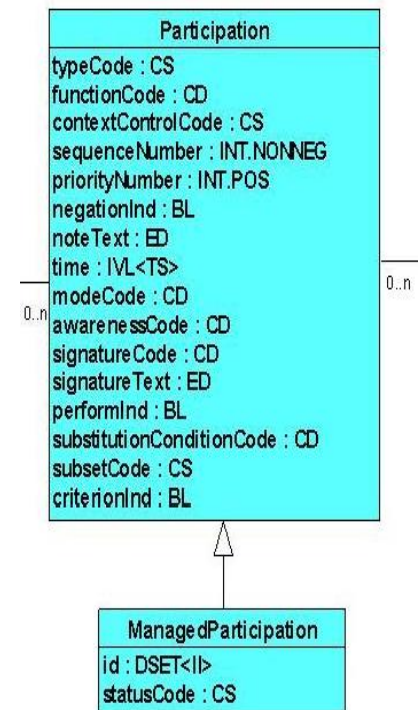 Participation
typeCode : CS
functionCode : CD
contextControlCode : CS
sequenceNumber : INT.NONNEG
priorityNumber : INT.POS
negationInd : BL
noteText : ED
time : IVL<TS>
modeCode : CD
awarenessCode : CD
signatureCode : CD
signatureText : ED
performInd : BL
substitutionConditionCode : CD
subsetCode : CS
criterionInd : BL
0..n
0..n
ManagedParticipation
id : DSET<II>
statusCode : CS